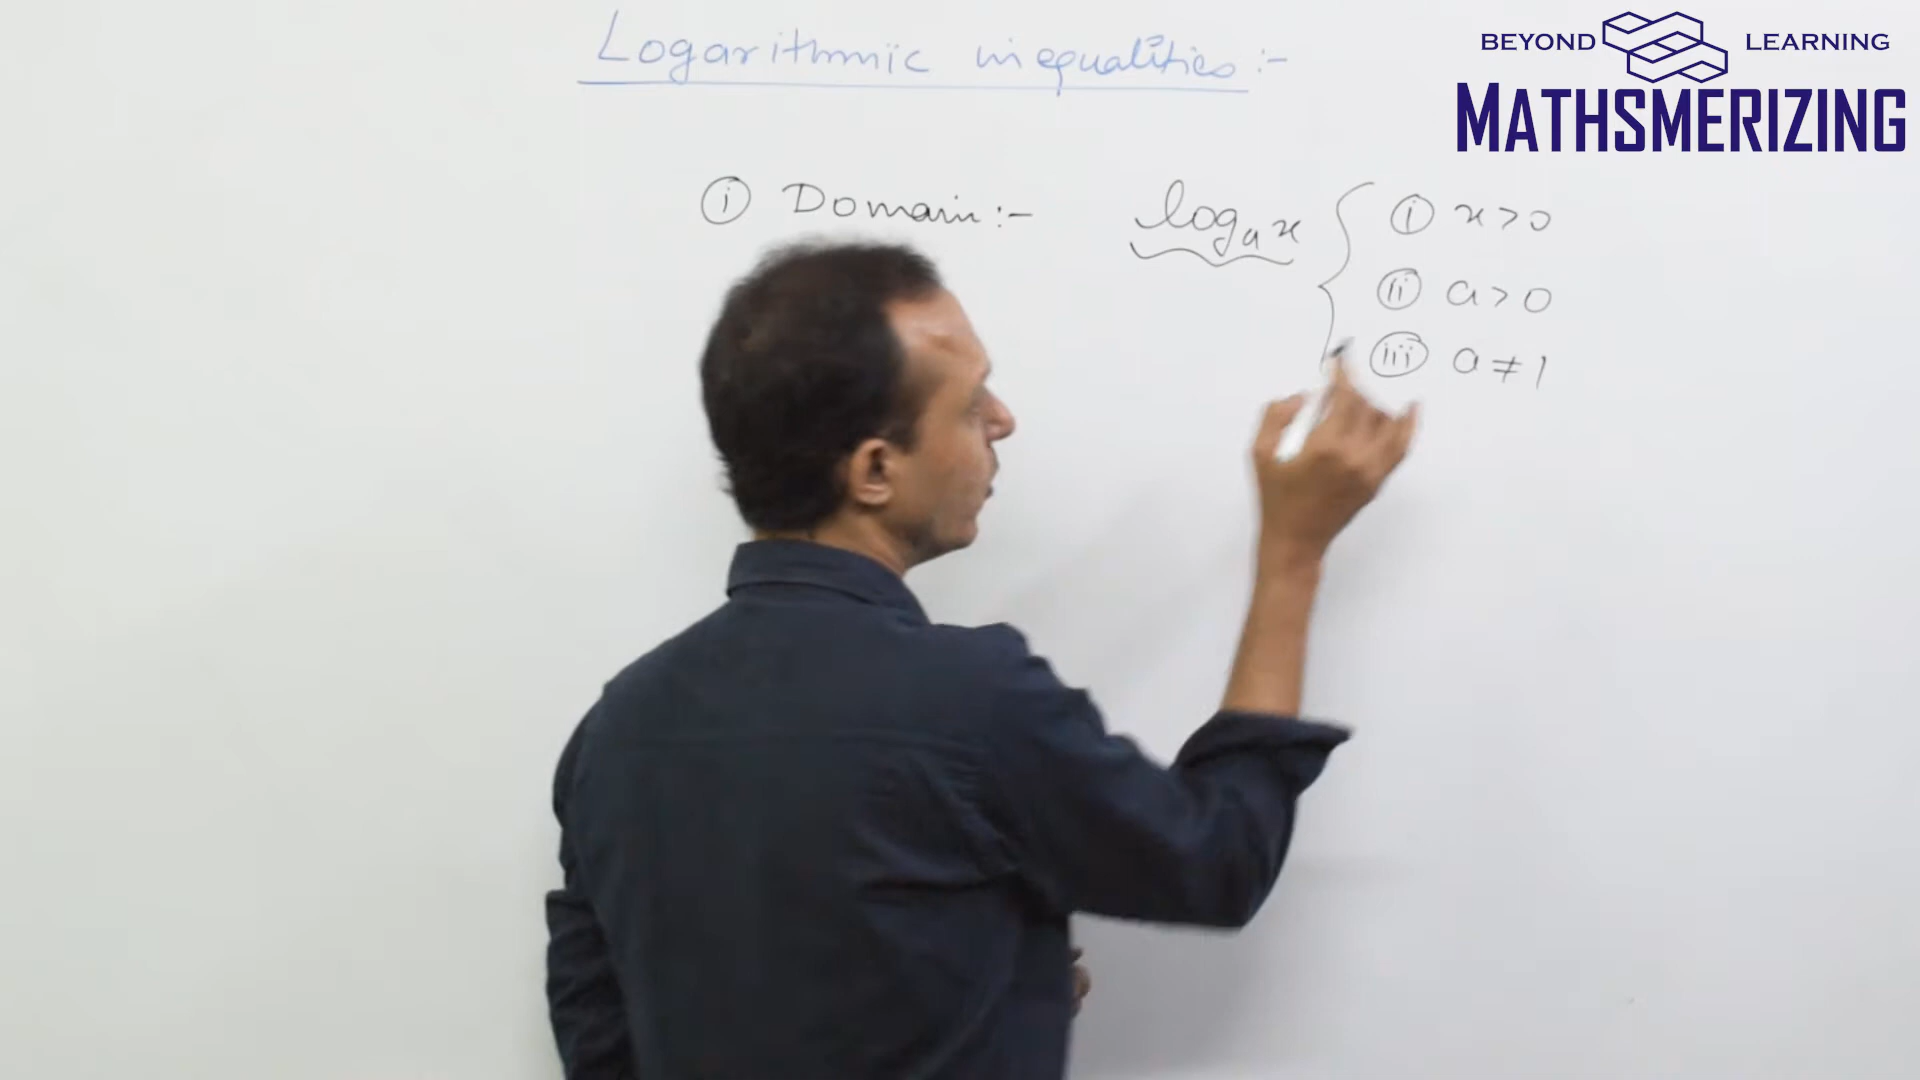 Logarithmic inequalities :-
BEYOND LEARNING
MATHSMERIZING
(i) Domain :- logₐx { (i) x > 0
(ii) a > 0
(iii) a ≠ 1